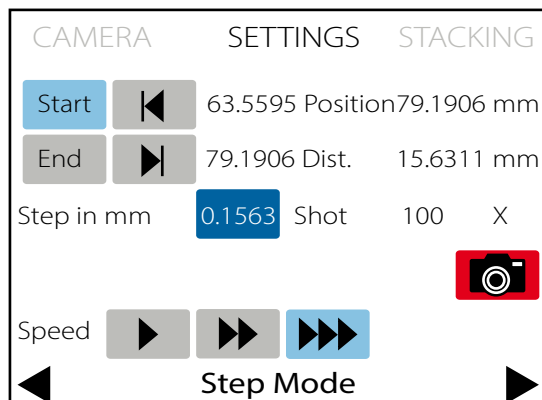 CAMERA SETTINGS STACKING
Start 63.5595 Position79.1906 mm
End 79.1906 Dist. 15.6311 mm
Step in mm 0.1563 Shot 100 X
Speed
Step Mode